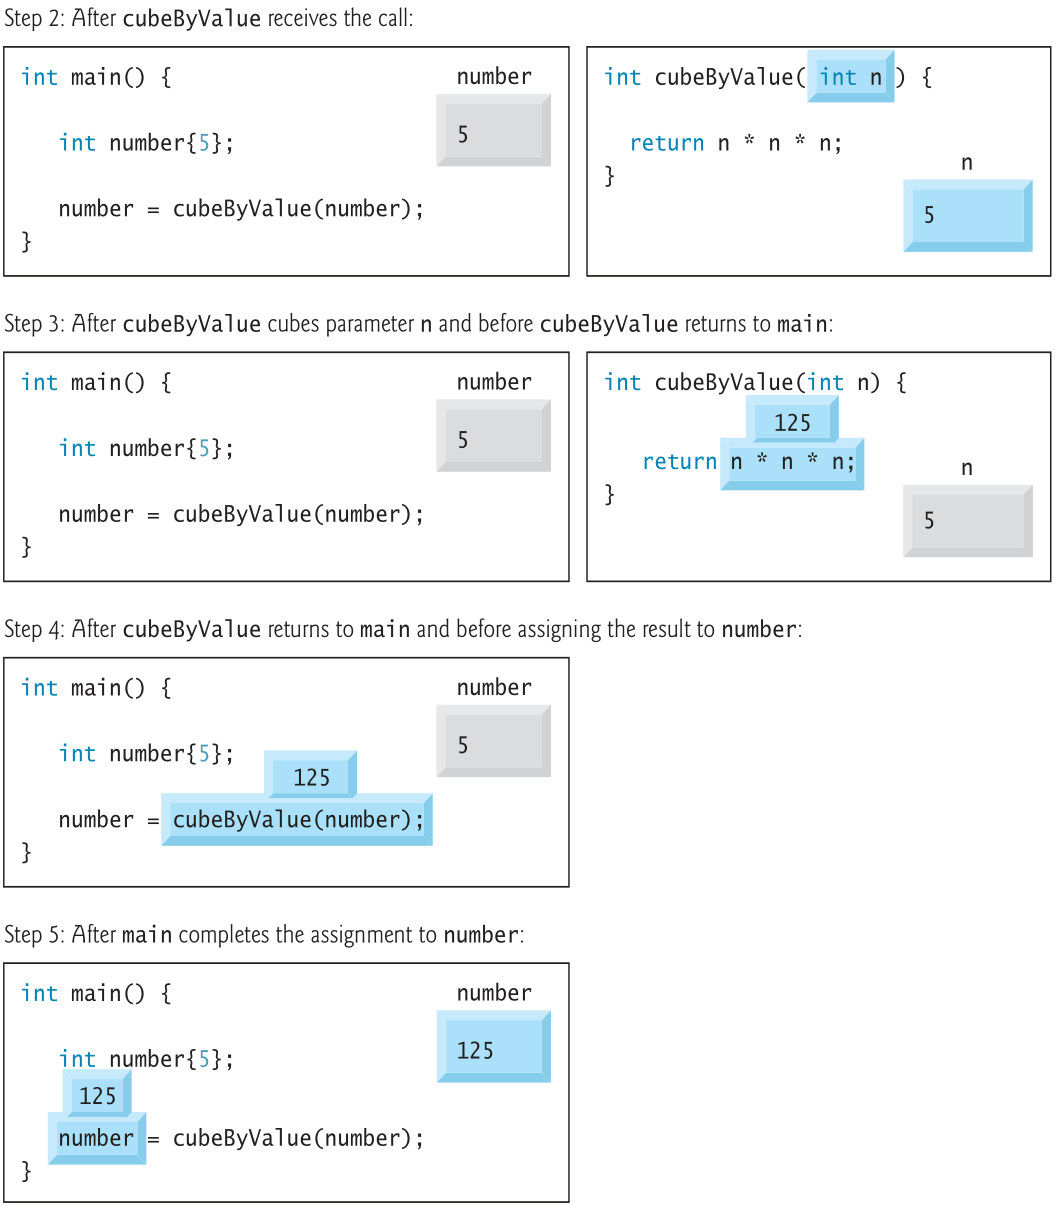 Step 2: After cubeByValue receives the call:
int main() {
number
int number{5};
5
number = cubeByValue(number);
}
int cubeByValue( int n ) {
return n * n * n;
}
n
5
Step 3: After cubeByValue cubes parameter n and before cubeByValue returns to main:
int main() {
number
int number{5};
5
number = cubeByValue(number);
}
int cubeByValue(int n) {
125
return n * n * n;
}
n
5
Step 4: After cubeByValue returns to main and before assigning the result to number:
int main() {
number
int number{5};
5
125
number = cubeByValue(number);
}
Step 5: After main completes the assignment to number:
int main() {
number
int number{5};
125
125
number = cubeByValue(number);
}